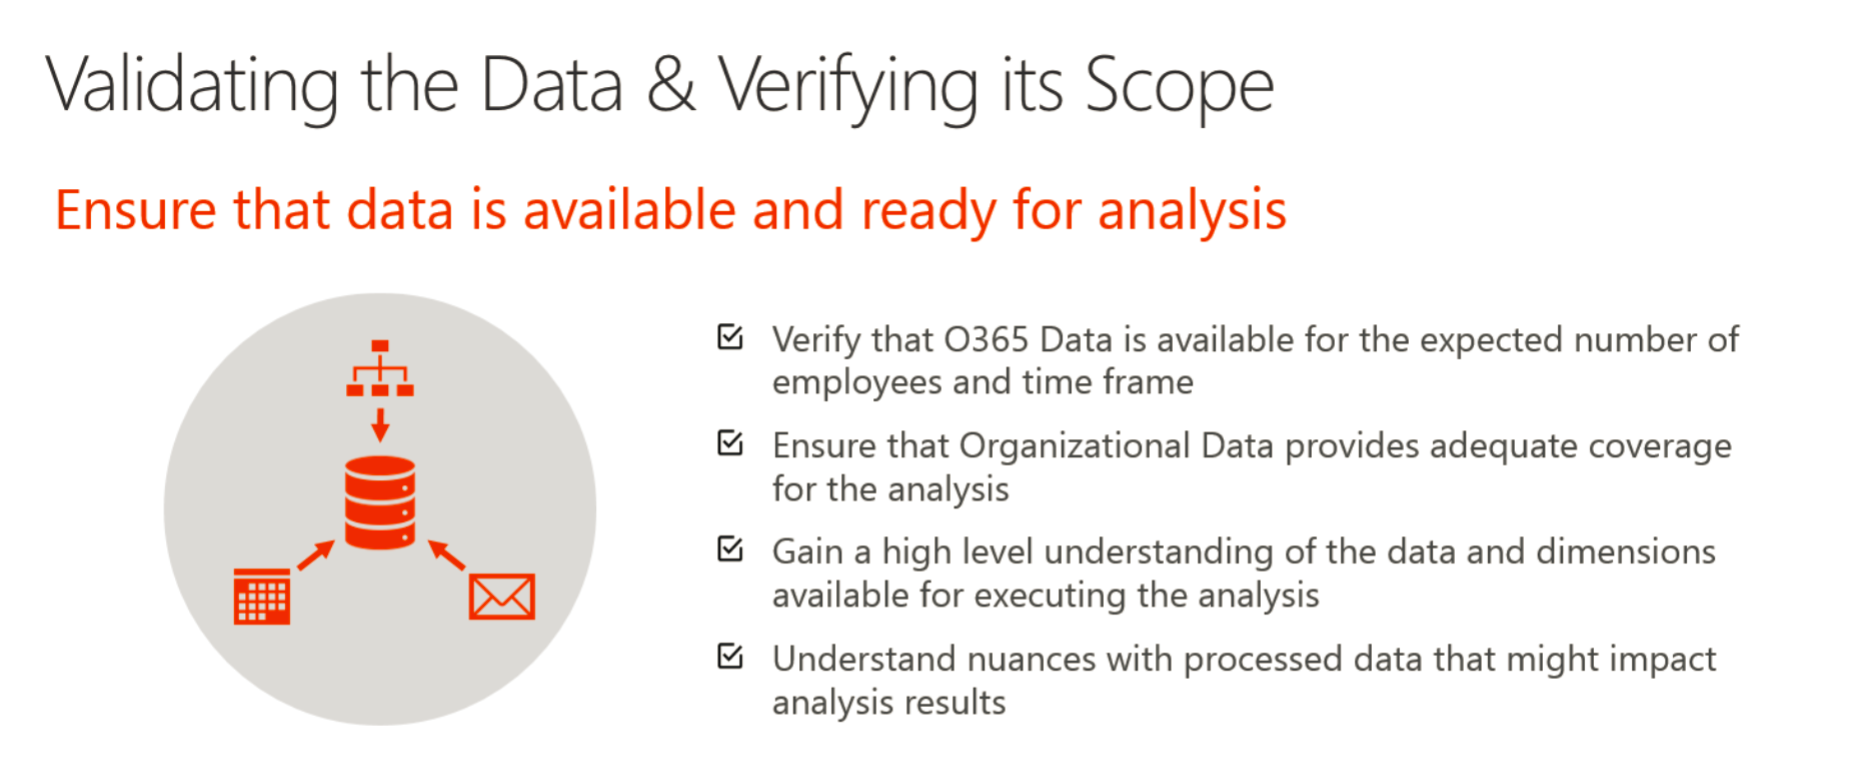 Validating the Data & Verifying its Scope
Ensure that data is available and ready for analysis
Verify that O365 Data is available for the expected number of
employees and time frame
Ensure that Organizational Data provides adequate coverage
for the analysis
Gain a high level understanding of the data and dimensions
available for executing the analysis
Understand nuances with processed data that might impact
analysis results